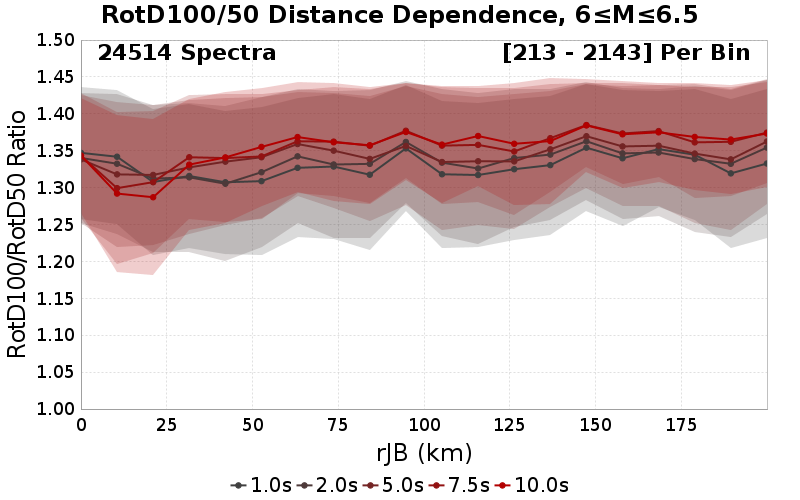 RotD100/50 Distance Dependence, 6≤M≤6.5
24514 Spectra
[213 - 2143] Per Bin
RotD100/RotD50 Ratio
1.50
1.45
1.40
1.35
1.30
1.25
1.20
1.15
1.10
1.05
1.00
0 25 50 75 100 125 150 175
rJB (km)
1.0s 2.0s 5.0s 7.5s 10.0s